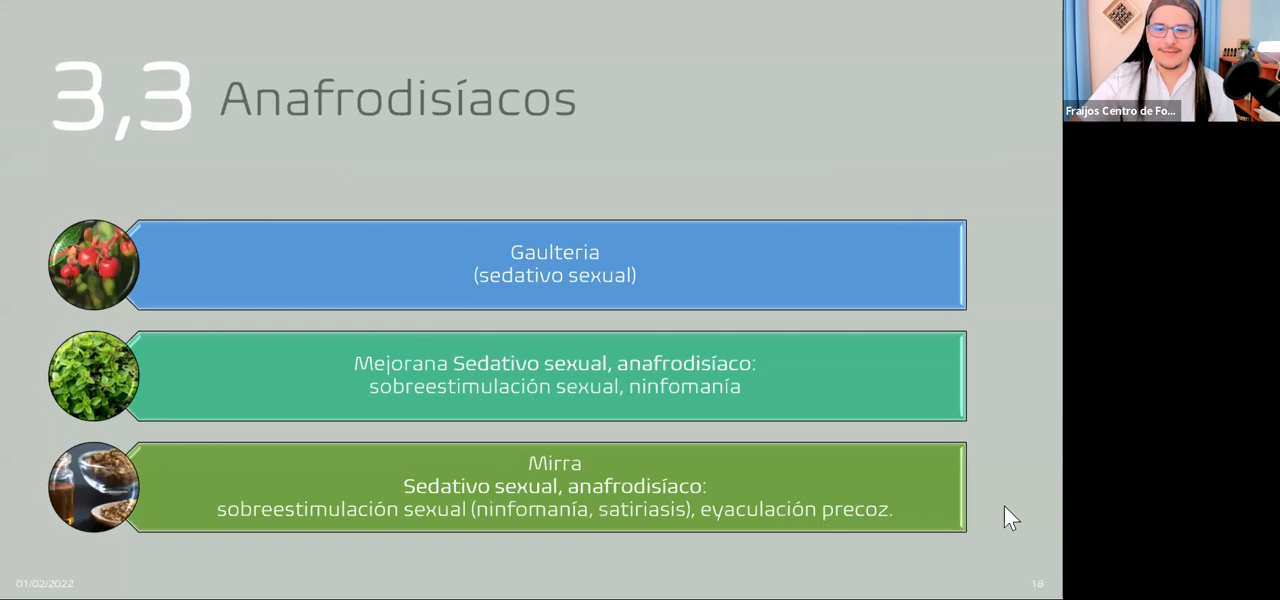 3,3 Anafrodisíacos
Gaulteria
(sedativo sexual)
Mejorana Sedativo sexual, anafrodisíaco:
sobreestimulación sexual, ninfomanía
Mirra
Sedativo sexual, anafrodisíaco:
sobreestimulación sexual (ninfomanía, satiriasis), eyaculación precoz.
01/02/2022
18
Fraijos Centro de Fo...